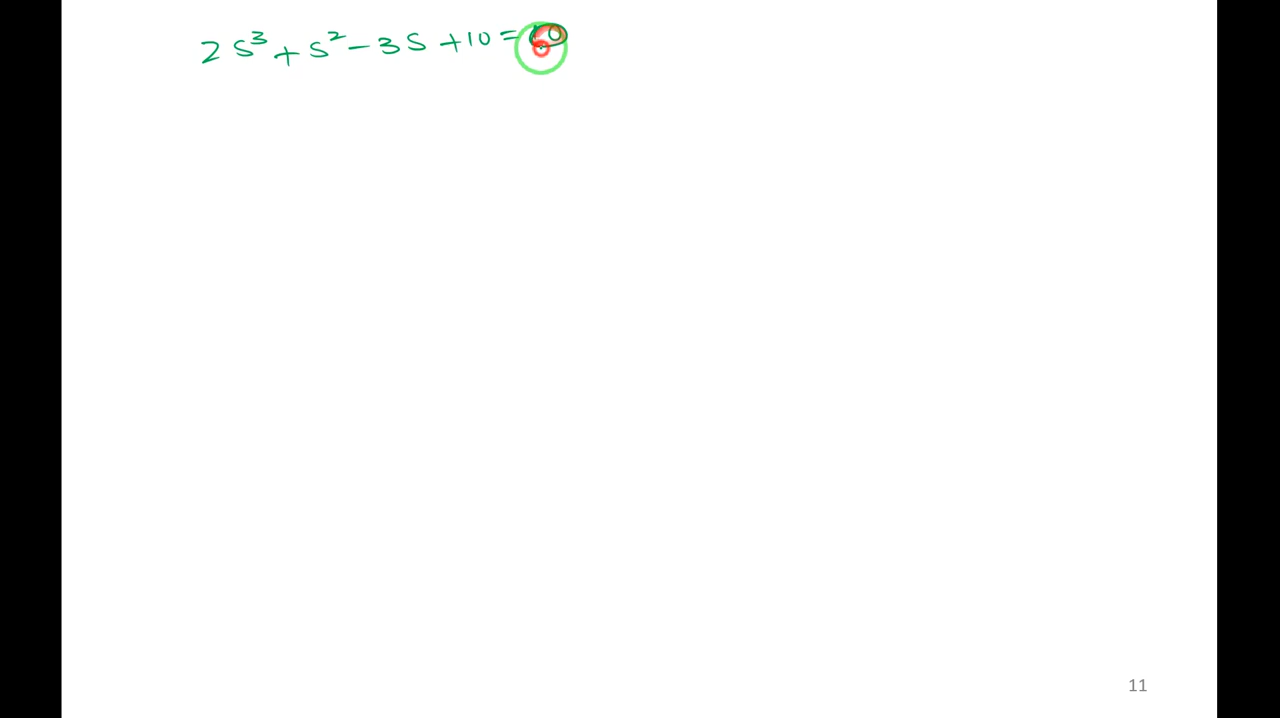 2s³ + s² - 3s + 10 = 0
11